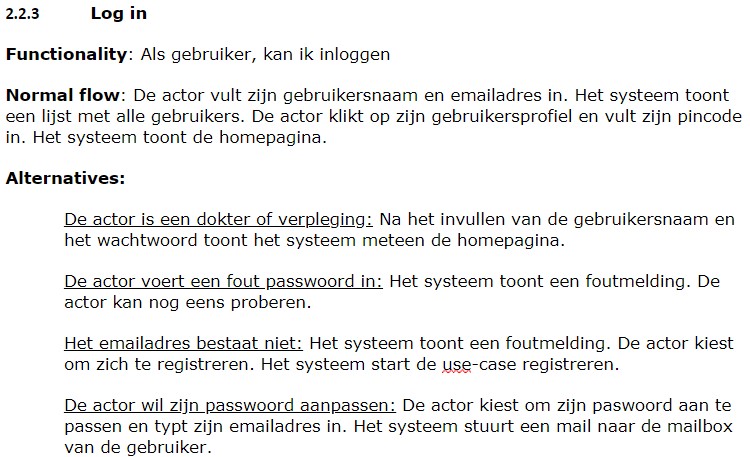 2.2.3 Log in
Functionality: Als gebruiker, kan ik inloggen
Normal flow: De actor vult zijn gebruikersnaam en emailadres in. Het systeem toont
een lijst met alle gebruikers. De actor klikt op zijn gebruikersprofiel en vult zijn pincode
in. Het systeem toont de homepagina.
Alternatives:
De actor is een dokter of verpleging: Na het invullen van de gebruikersnaam en
het wachtwoord toont het systeem meteen de homepagina.
De actor voert een fout passwoord in: Het systeem toont een foutmelding. De
actor kan nog eens proberen.
Het emailadres bestaat niet: Het systeem toont een foutmelding. De actor kiest
om zich te registreren. Het systeem start de use-case registreren.
De actor wil zijn passwoord aanpassen: De actor kiest om zijn paswoord aan te
passen en typt zijn emailadres in. Het systeem stuurt een mail naar de mailbox
van de gebruiker.